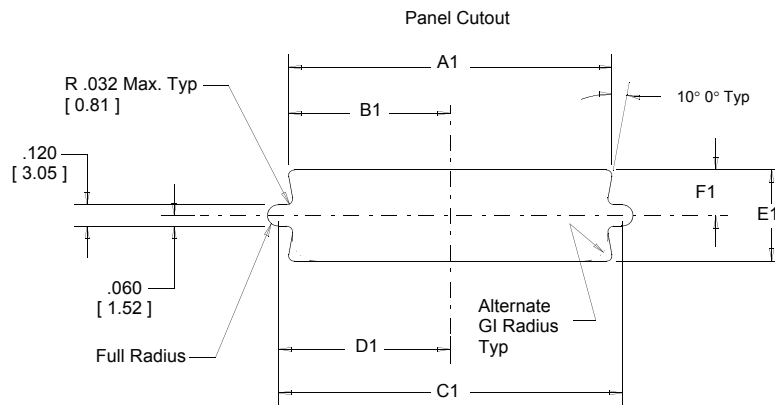 Panel Cutout
A1
R .032 Max. Typ
[ 0.81]
B1
10° 0° Typ
.120
[ 3.05]
F1
E1
.060
[ 1.52 ]
Alternate
GI Radius
Typ
Full Radius
D1
C1